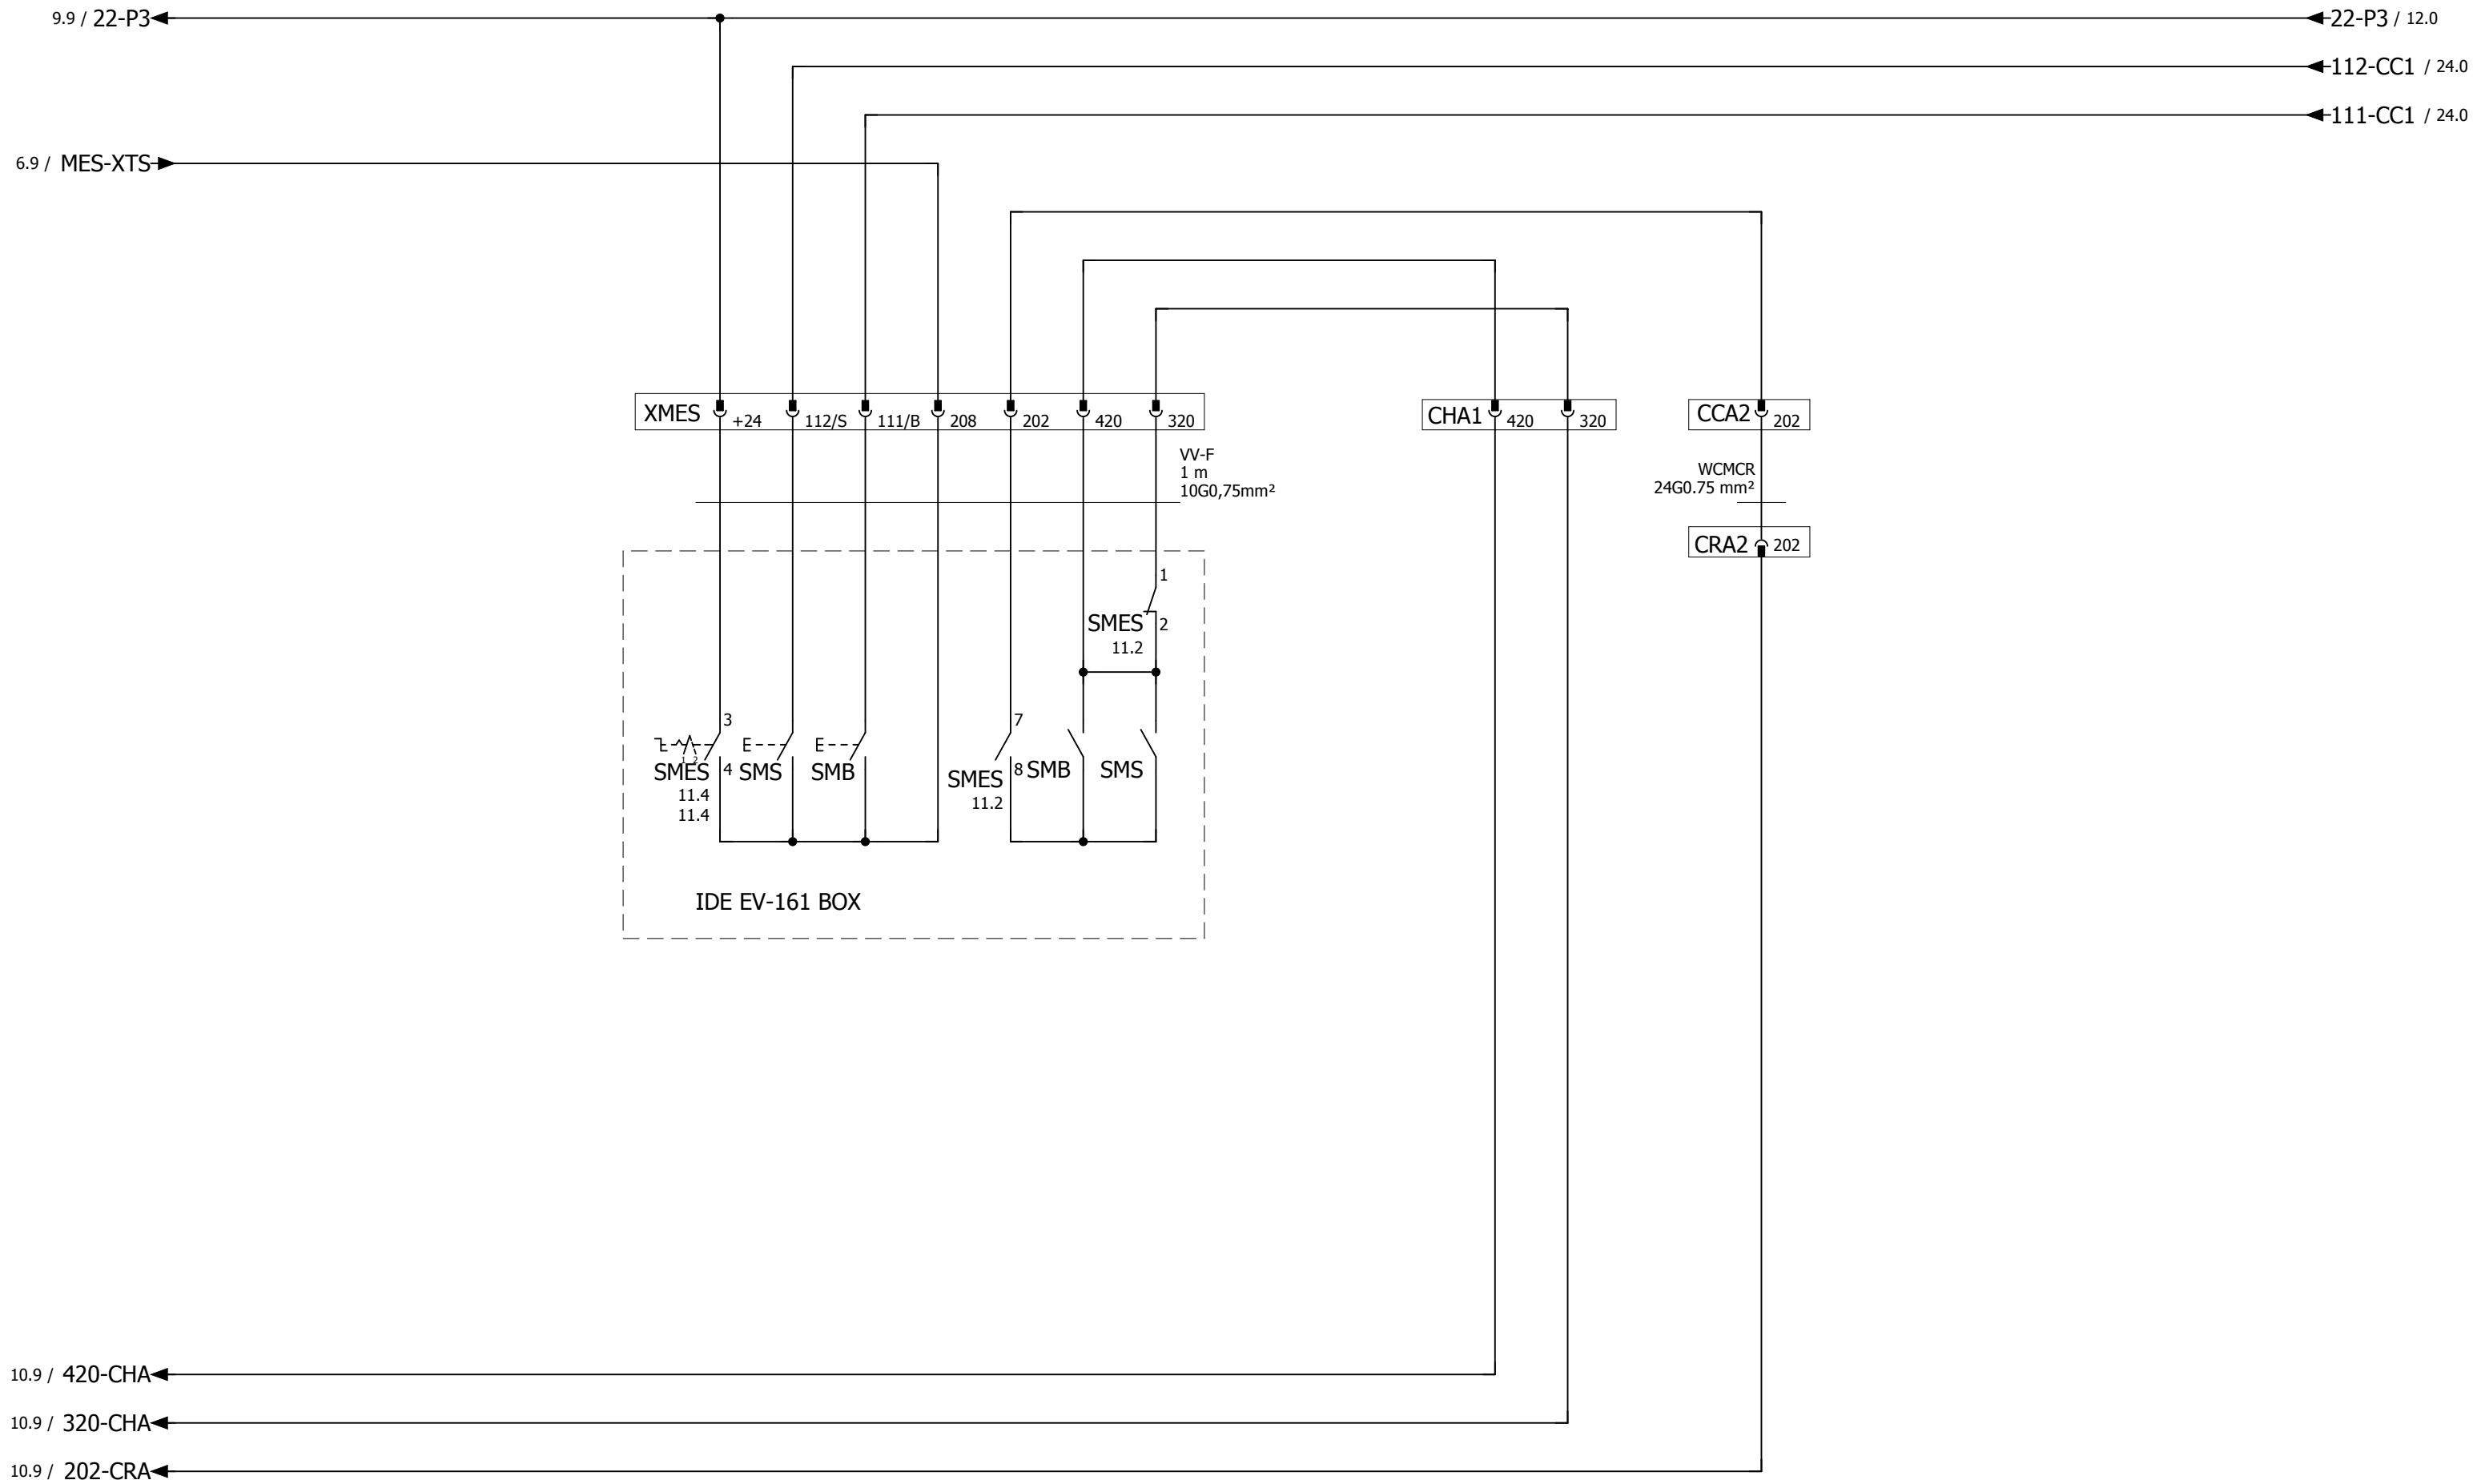 9.9 / 22-P3
22-P3 / 12.0
112-CC1 / 24.0
111-CC1 / 24.0
6.9 / MES-XTS
XMES +24 112/S 111/B 208 202 420 320
CHA1 420 320
CCA2 202
VV-F
1 m
10G0,75mm²
WCMCR
24G0.75 mm²
CRA2 202
1
SMES 2
11.2
3
7
1 2
SMES 4 SMS SMB
SMES 8 SMB SMS
11.4
11.4
11.2
IDE EV-161 BOX
10.9 / 420-CHA
10.9 / 320-CHA
10.9 / 202-CRA